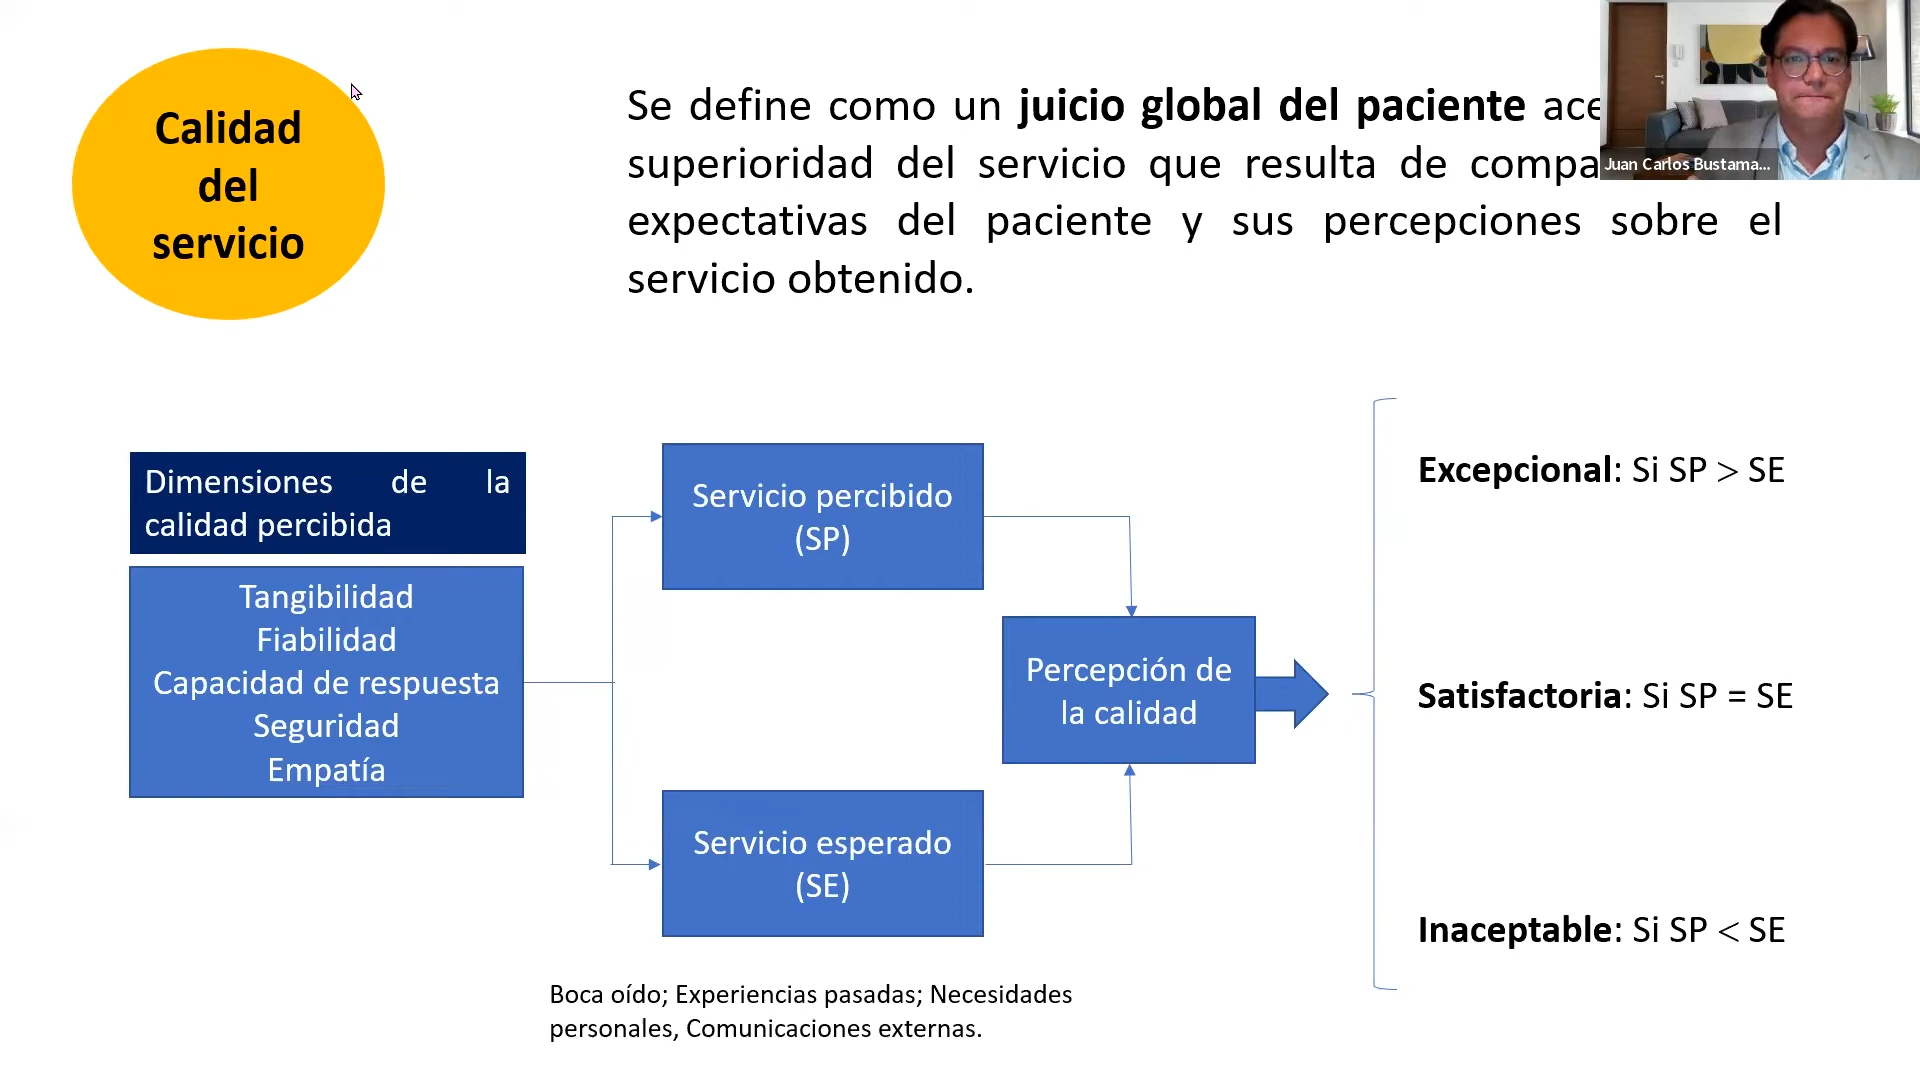 Calidad
del
servicio
Se define como un juicio global del paciente
superioridad del servicio que resulta de
expectativas del paciente y sus percepciones sobre el
servicio obtenido.
Juan Carlos Bustama...
Dimensiones de la
calidad percibida
Tangibilidad
Fiabilidad
Capacidad de respuesta
Seguridad
Empatía
Servicio percibido
(SP)
Servicio esperado
(SE)
Percepción de
la calidad
Excepcional: Si SP > SE
Satisfactoria: Si SP = SE
Inaceptable: Si SP < SE
Boca oído; Experiencias pasadas; Necesidades
personales, Comunicaciones externas.